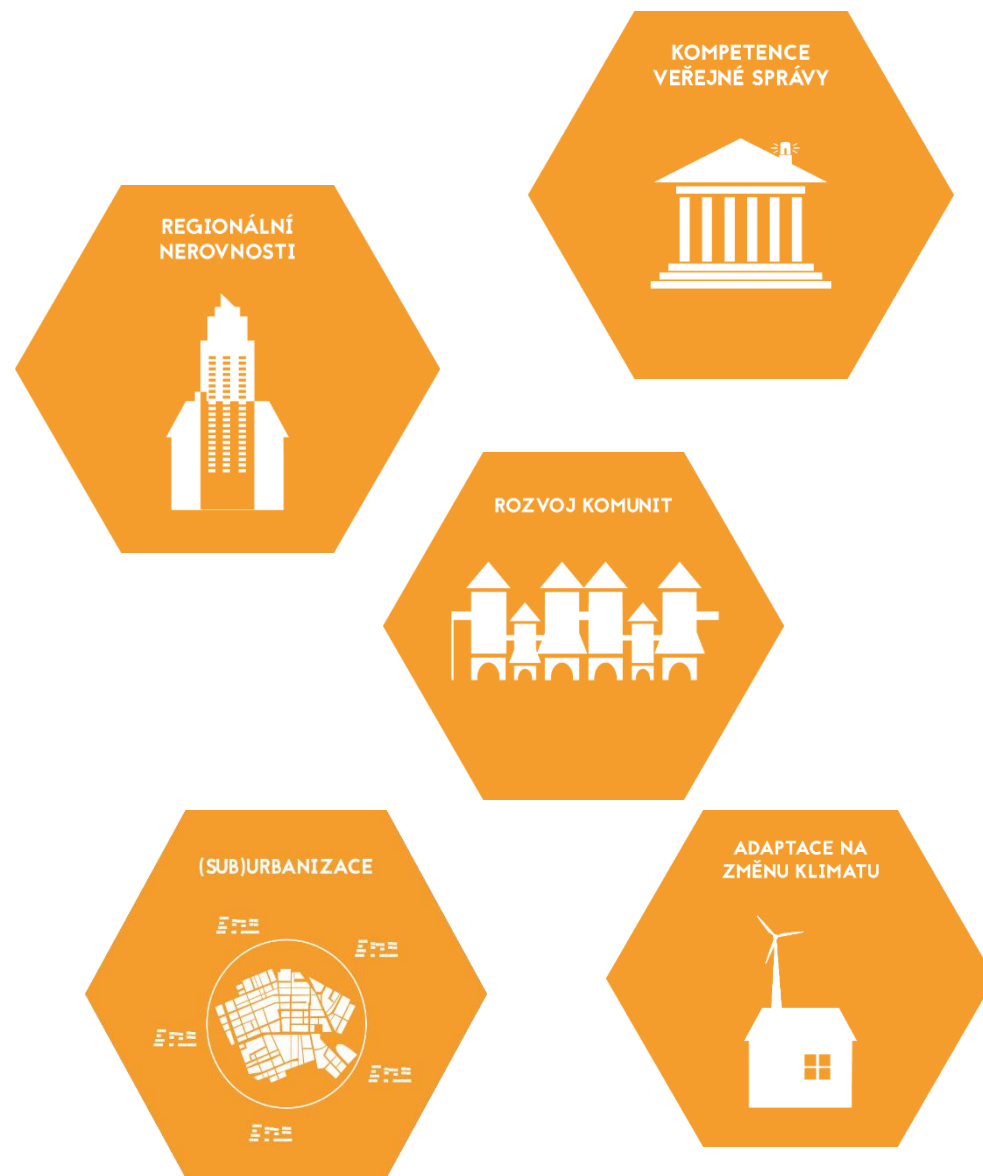 KOMPETENCE
VEŘEJNÉ SPRÁVY
REGIONÁLNÍ
NEROVNOSTI
ROZVOJ KOMUNIT
(SUB)URBANIZACE
ADAPTACE NA
ZMĚNU KLIMATU